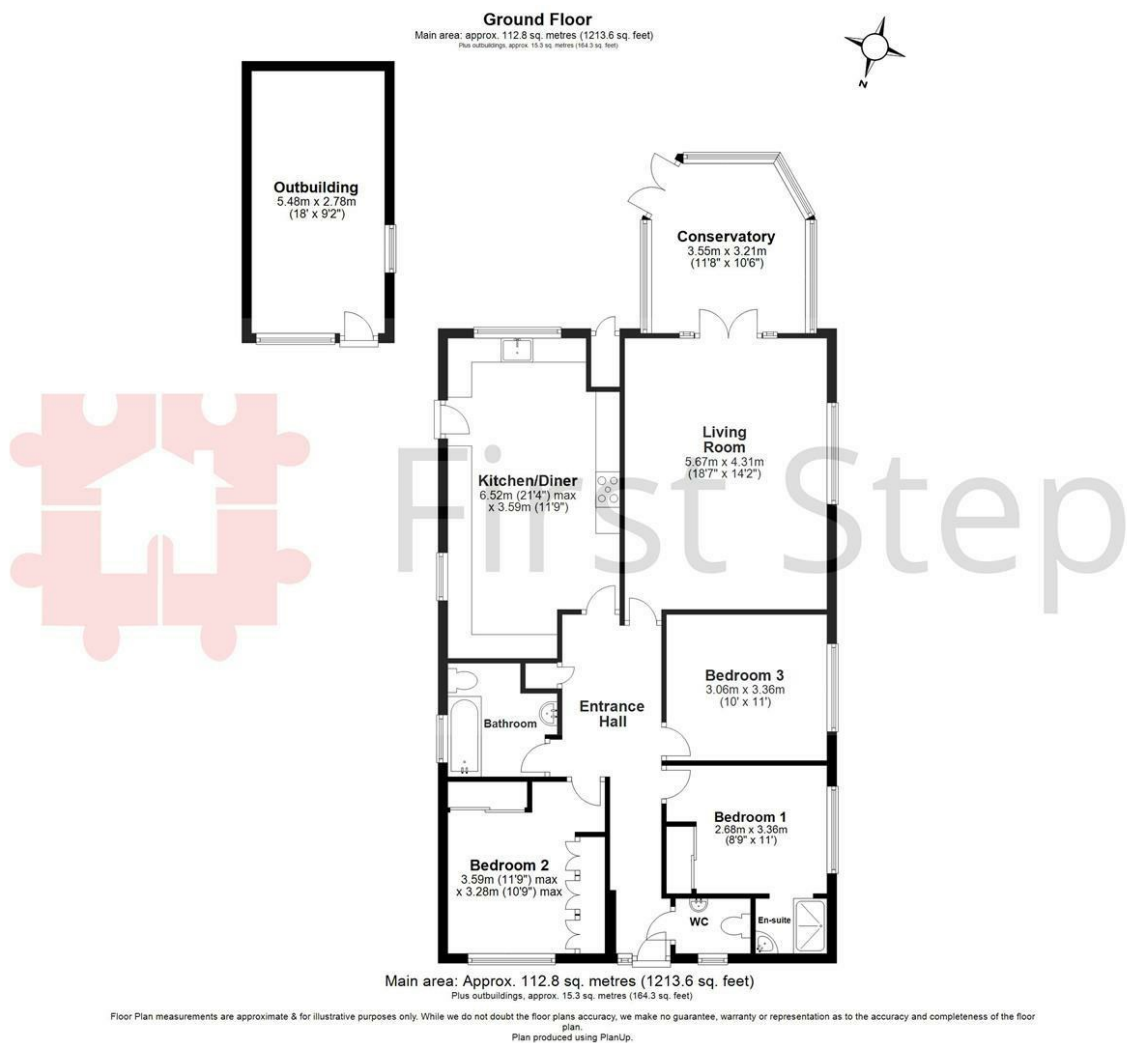 Ground Floor
Main area: approx. 112.8 sq. metres (1213.6 sq. feet)
Plus outbuildings, approx. 15.3 sq. metres (164.3 sq. feet)
N
Outbuilding
5.48m x 2.78m
(18' x 9'2")
Conservatory
3.55m x 3.21m
(11'8" x 10'6")
Living
Room
5.67m x 4.31m
(18'7" x 14'2")
Kitchen/Diner
6.52m (21'4") max
x 3.59m (11'9")
First Step
Bedroom 3
3.06m x 3.36m
(10' x 11')
Entrance
Hall
Bathroom
Bedroom 1
2.68m x 3.36m
(8'9" x 11')
Bedroom 2
3.59m (11'9") max
x 3.28m (10'9") max
WC
En-suite
Main area: Approx. 112.8 sq. metres (1213.6 sq. feet)
Plus outbuildings, approx. 15.3 sq. metres (164.3 sq. feet)
Floor Plan measurements are approximate & for illustrative purposes only. While we do not doubt the floor plans accuracy, we make no guarantee, warranty or representation as to the accuracy and completeness of the floor
plan.
Plan produced using PlanUp.